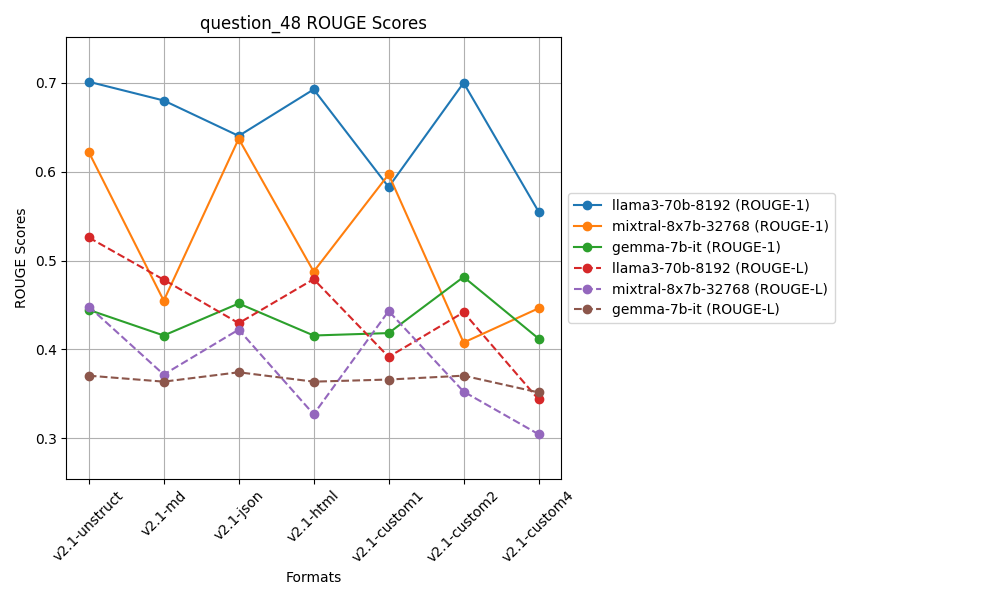 question_48 ROUGE Scores
ROUGE Scores
0.7
0.6
0.5
0.4
0.3
v2.1-unstruct
v2.1-md
v2.1-json
v2.1-html
v2.1-custom1
v2.1-custom2
v2.1-custom4
Formats
llama3-70b-8192 (ROUGE-1)
mixtral-8x7b-32768 (ROUGE-1)
gemma-7b-it (ROUGE-1)
llama3-70b-8192 (ROUGE-L)
mixtral-8x7b-32768 (ROUGE-L)
gemma-7b-it (ROUGE-L)